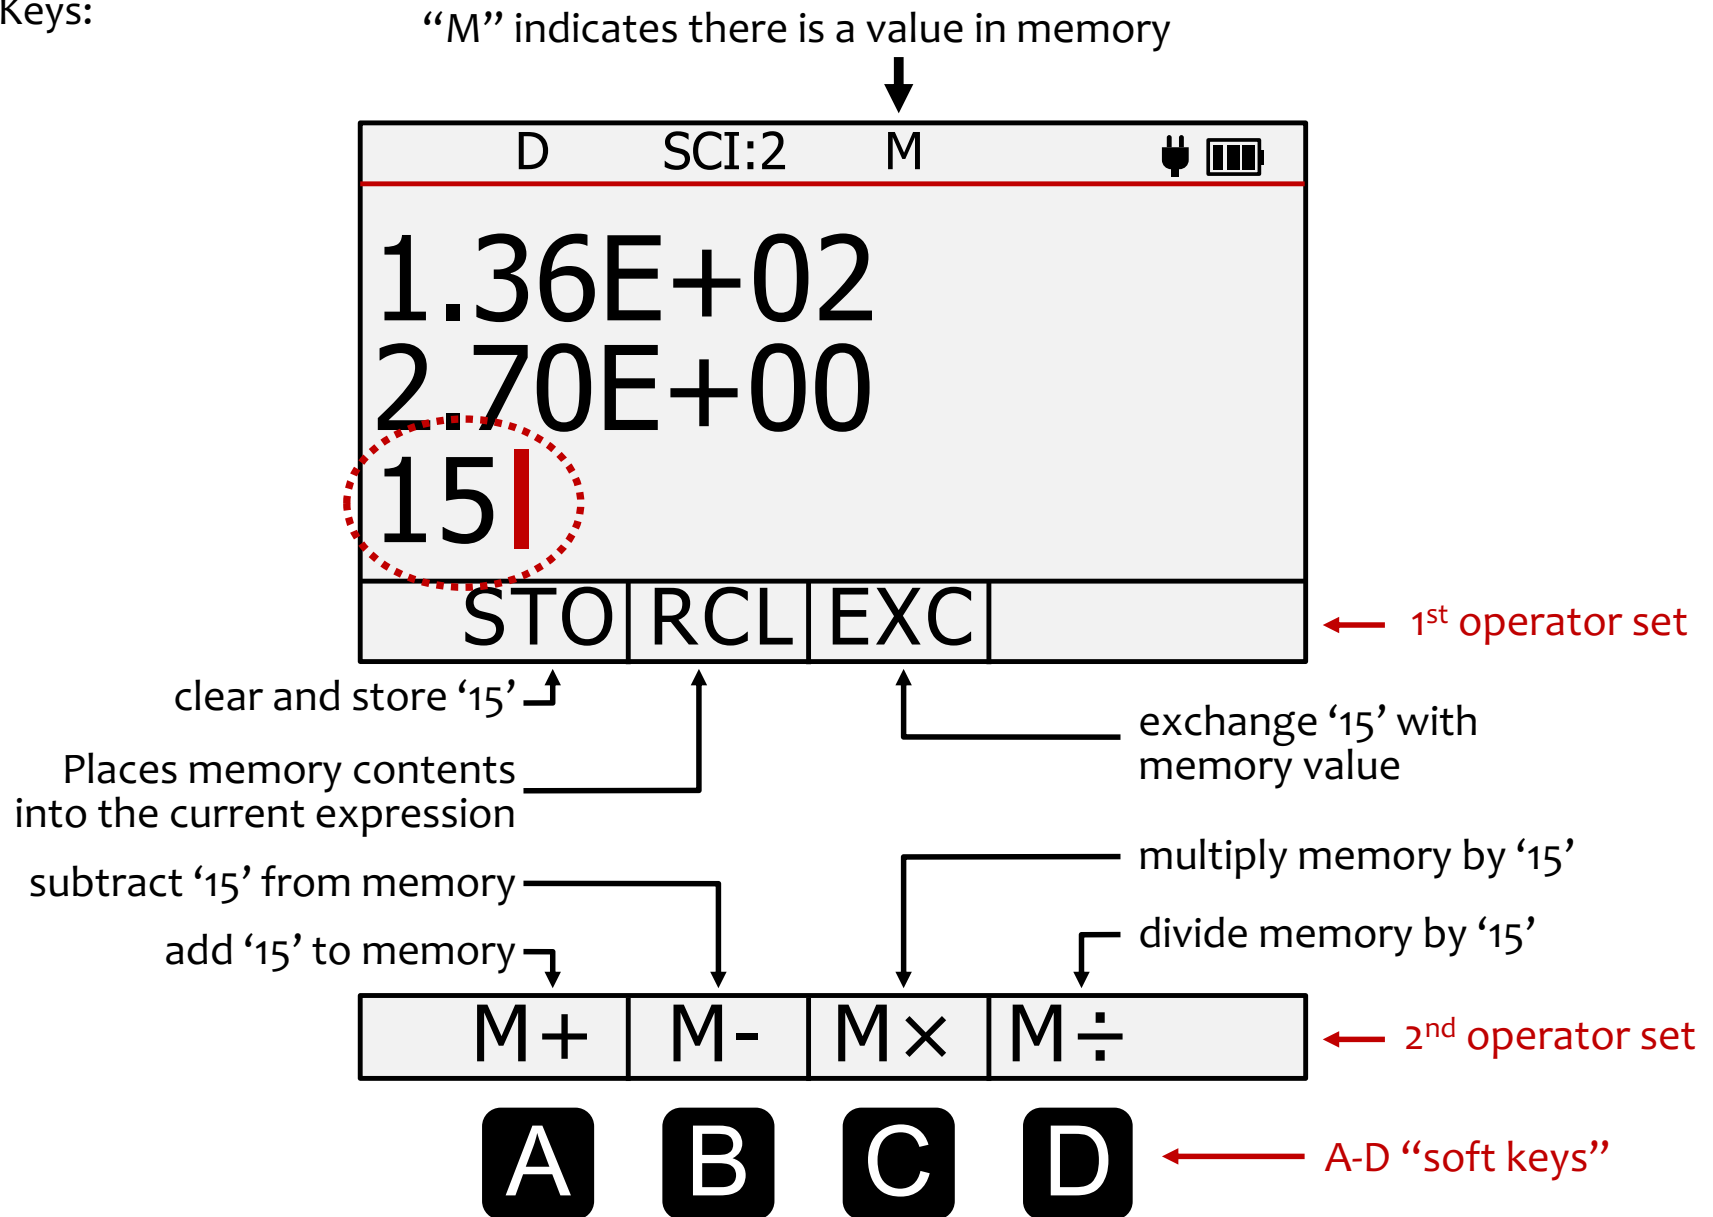 Keys:
“M” indicates there is a value in memory
D SCI:2 M
1.36E+02
2.70E+00
15
STO RCL EXC
1st operator set
clear and store ‘15’
exchange ‘15’ with
memory value
Places memory contents
into the current expression
multiply memory by ‘15’
subtract ‘15’ from memory
divide memory by ‘15’
add ‘15’ to memory
M+ M- M× M÷
2nd operator set
A B C D
A-D “soft keys”